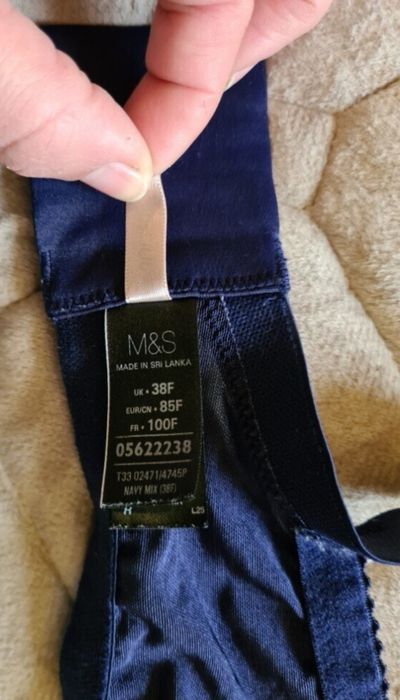 M&S
MADE IN SRI LANKA
UK • 38F
EUR/CN • 85F
FR • 100F
05622238
T33 02471/4745P
NAVY MIX (38F)
L25